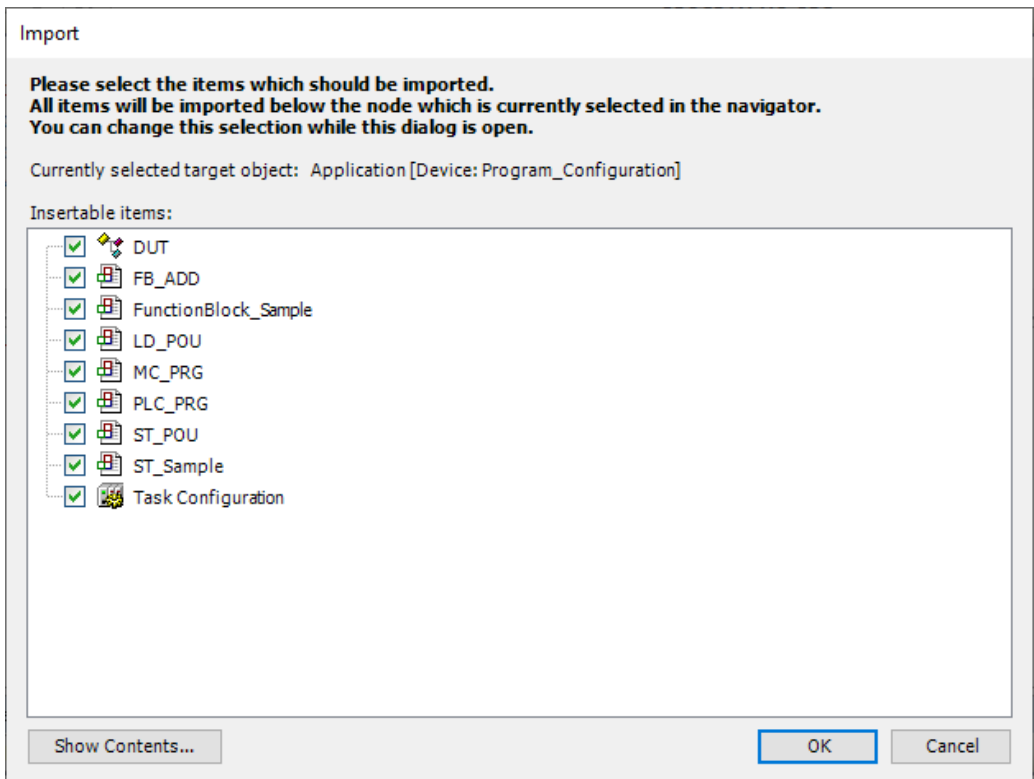 Import
Please select the items which should be imported.
All items will be imported below the node which is currently selected in the navigator.
You can change this selection while this dialog is open.
Currently selected target object: Application [Device: Program_Configuration]
Insertable items:
DUT
FB_ADD
FunctionBlock_Sample
LD_POU
MC_PRG
PLC_PRG
ST_POU
ST_Sample
Task Configuration
Show Contents... OK Cancel